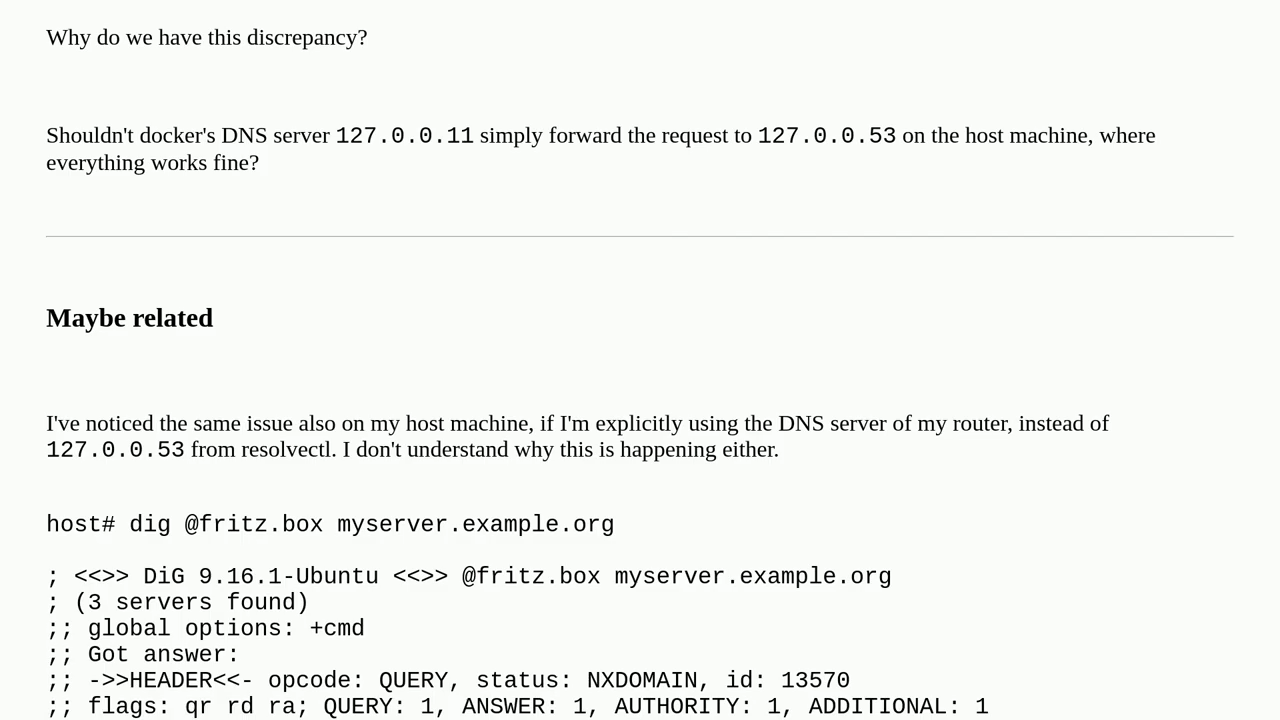 Why do we have this discrepancy?
Shouldn't docker's DNS server 127.0.0.11 simply forward the request to 127.0.0.53 on the host machine, where
everything works fine?
Maybe related
I've noticed the same issue also on my host machine, if I'm explicitly using the DNS server of my router, instead of
127.0.0.53 from resolvectl. I don't understand why this is happening either.
host# dig @fritz.box myserver.example.org
; <<>> DiG 9.16.1-Ubuntu <<>> @fritz.box myserver.example.org
; (3 servers found)
;; global options: +cmd
;; Got answer:
;; ->>HEADER<<- opcode: QUERY, status: NXDOMAIN, id: 13570
;; flags: qr rd ra; QUERY: 1, ANSWER: 1, AUTHORITY: 1, ADDITIONAL: 1